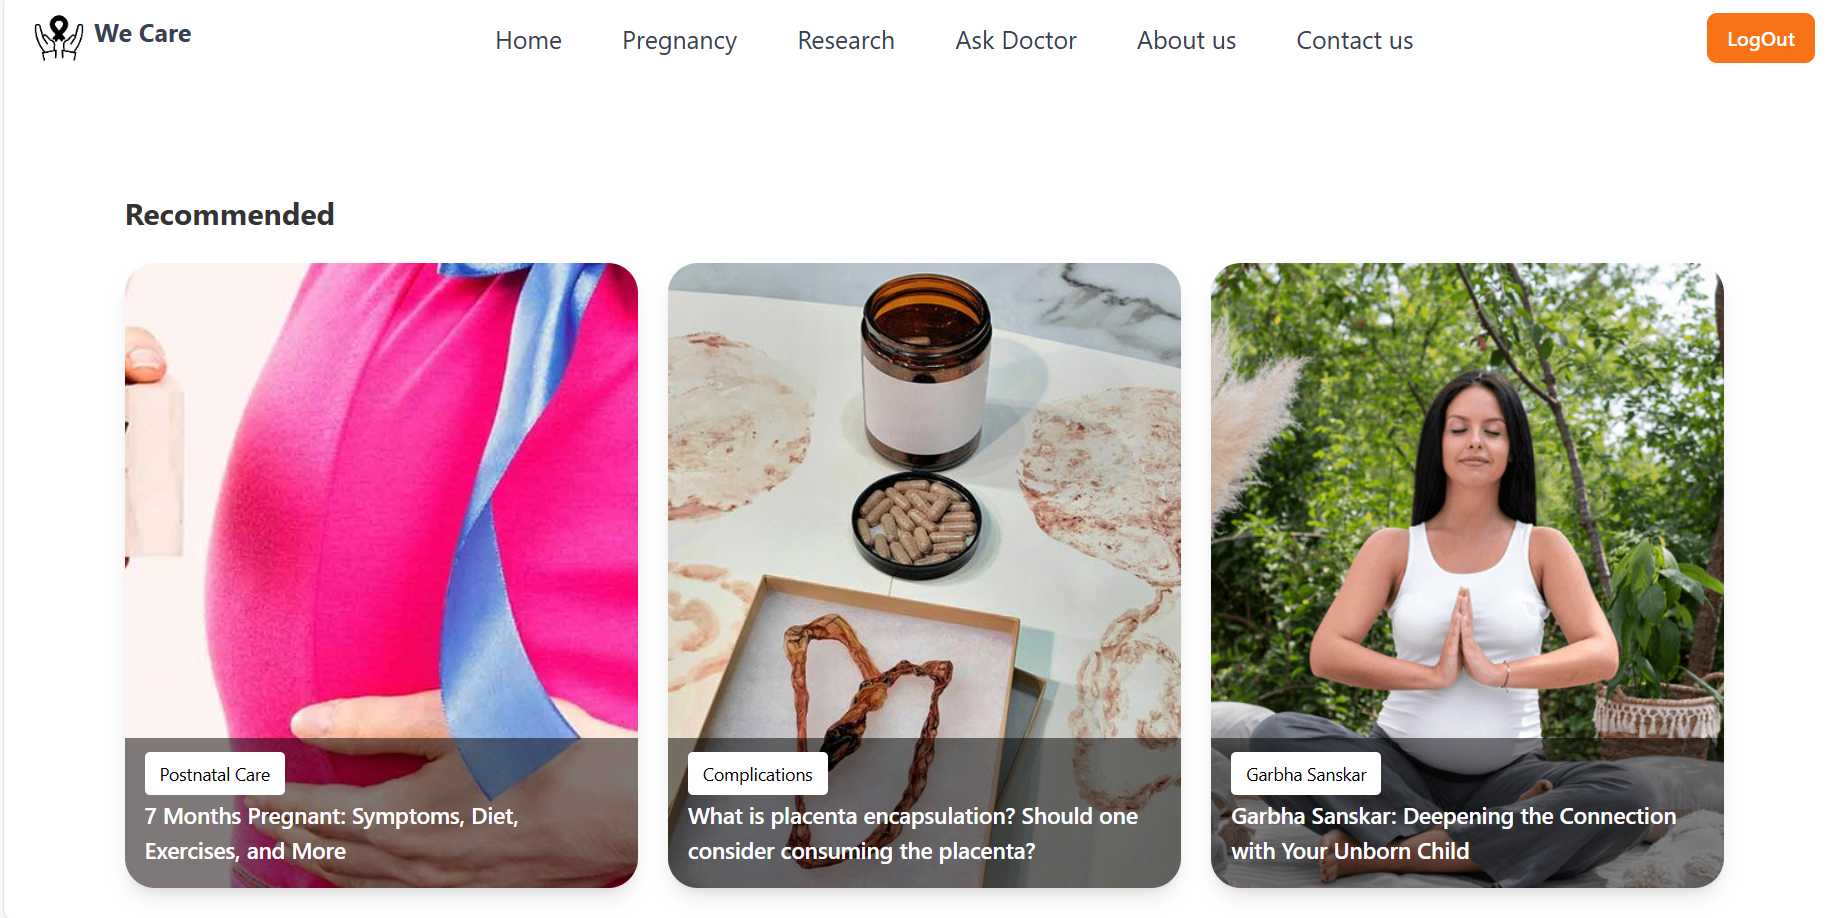 We Care
Home
Pregnancy
Research
Ask Doctor
About us
Contact us
LogOut
Recommended
Postnatal Care
7 Months Pregnant: Symptoms, Diet,
Exercises, and More
Complications
What is placenta encapsulation? Should one
consider consuming the placenta?
Garbha Sanskar
Garbha Sanskar: Deepening the Connection
with Your Unborn Child